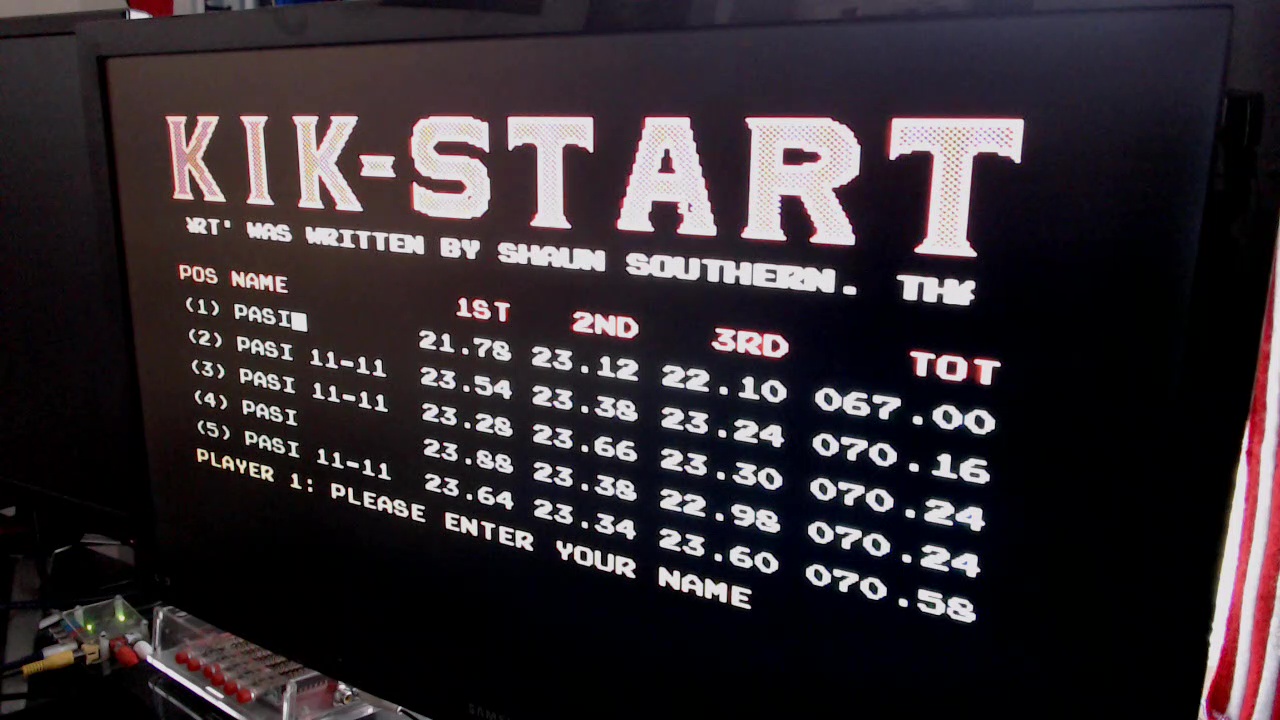 KIK-START
RT' WAS WRITTEN BY SHAUN SOUTHERN. TH
POS NAME 1ST 2ND 3RD TOT
(1) PASI 21.78 23.12 22.10 067.00
(2) PASI 11-11 23.54 23.38 23.24 070.16
(3) PASI 11-11 23.28 23.66 23.30 070.24
(4) PASI 23.88 23.38 22.98 070.24
(5) PASI 11-11 23.64 23.34 23.60 070.58
PLAYER 1: PLEASE ENTER YOUR NAME